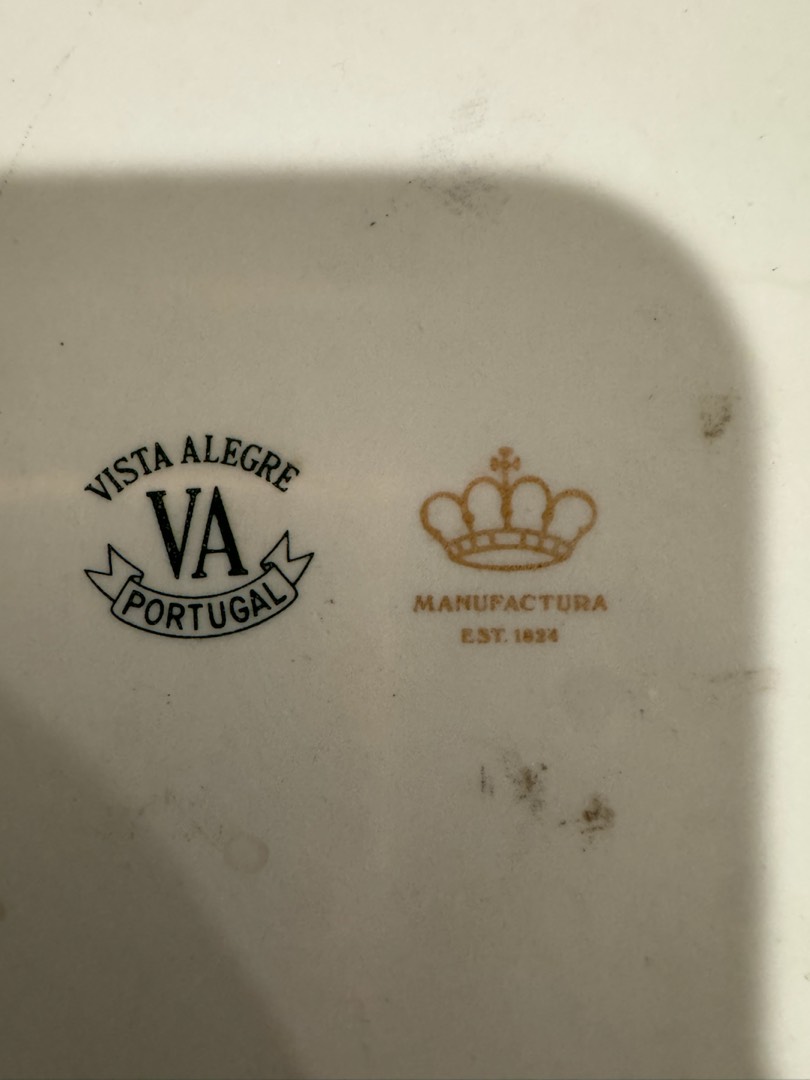 VISTA ALEGRE
VA
PORTUGAL
MANUFACTURA
EST. 1824